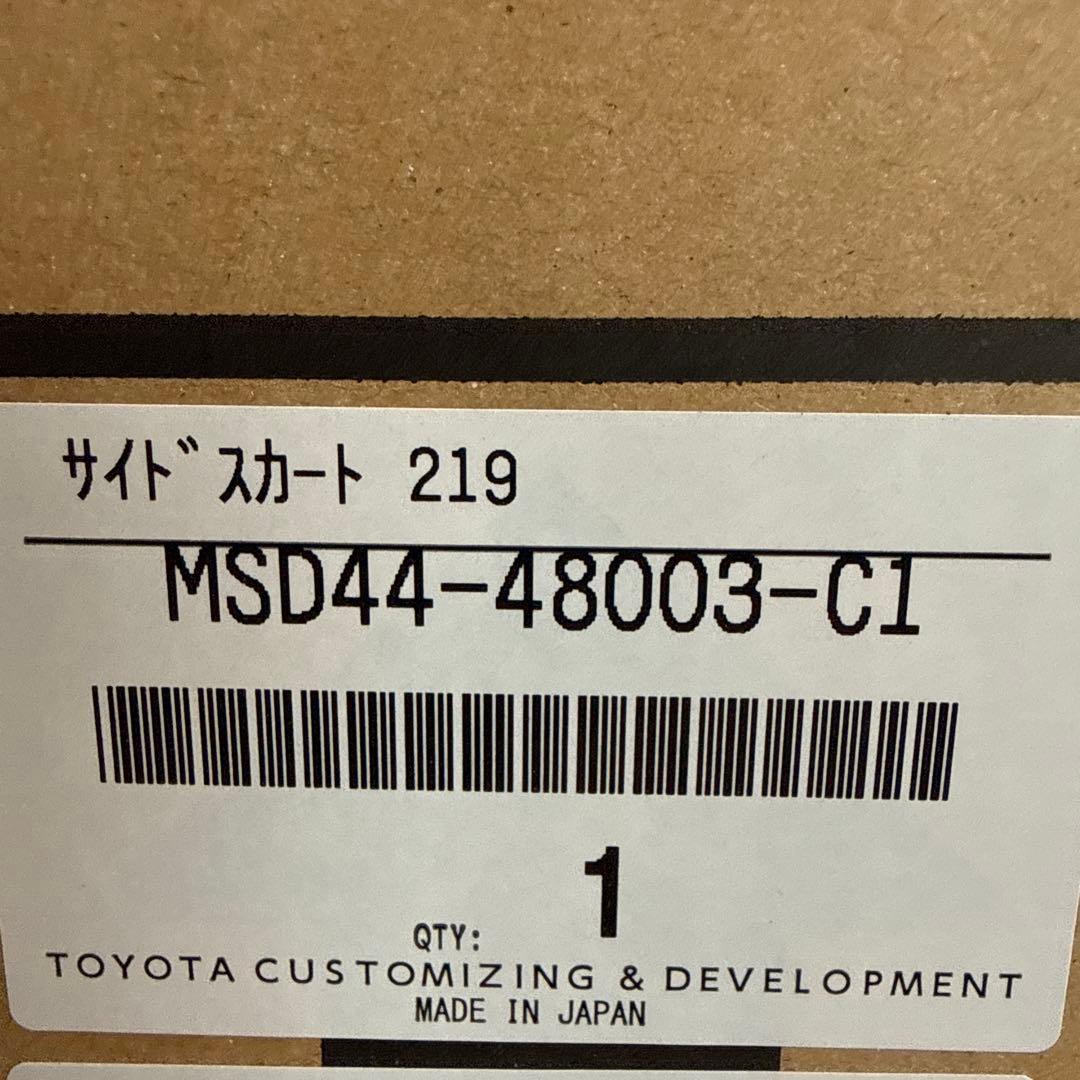 ｻｲﾄﾞｽｶｰﾄ 219
MSD44-48003-C1
1
QTY:
TOYOTA CUSTOMIZING & DEVELOPMENT
MADE IN JAPAN